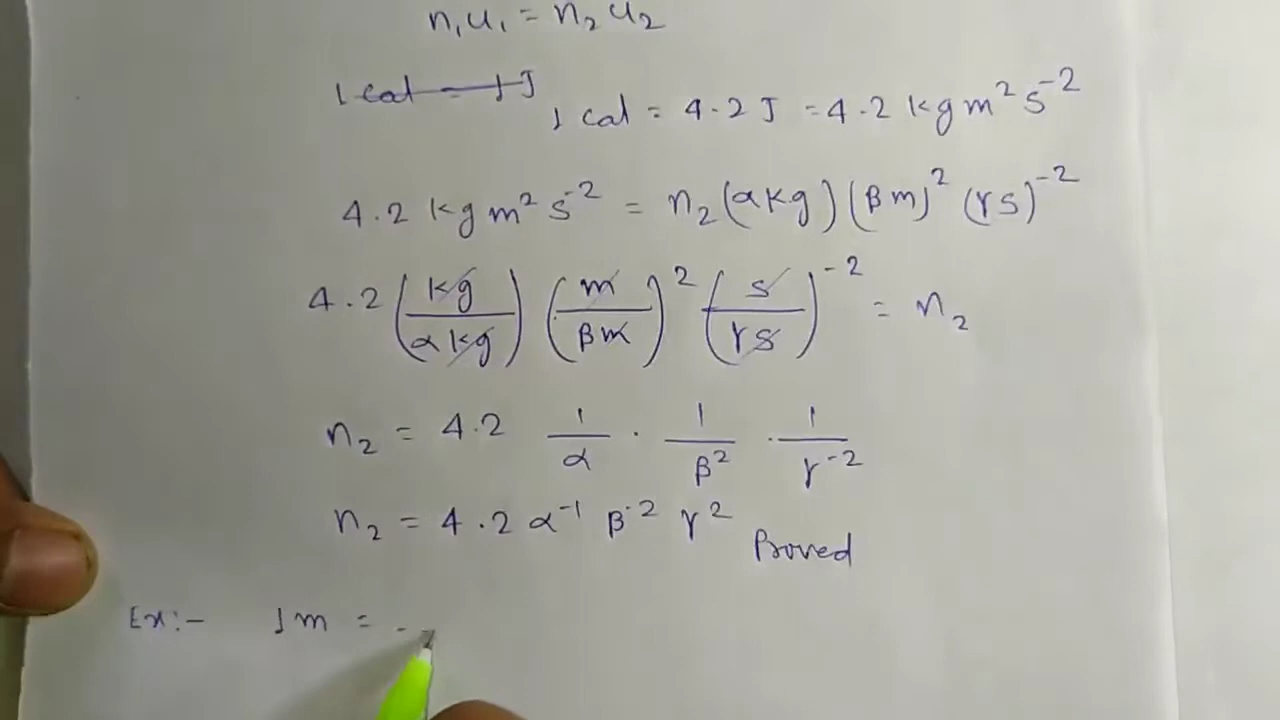 n₁u₁ = n₂u₂
1 cal = 1J
1 cal = 4.2 J = 4.2 kg m² s⁻²
4.2 kg m² s⁻² = n₂ (α kg) (β m)² (γ s)⁻²
4.2 (kg/α kg) (m/β m)² (s/γ s)⁻² = n₂
n₂ = 4.2 1/α · 1/β² · 1/γ⁻²
n₂ = 4.2 α⁻¹ β⁻² γ² Proved
Ex:- 1m = --